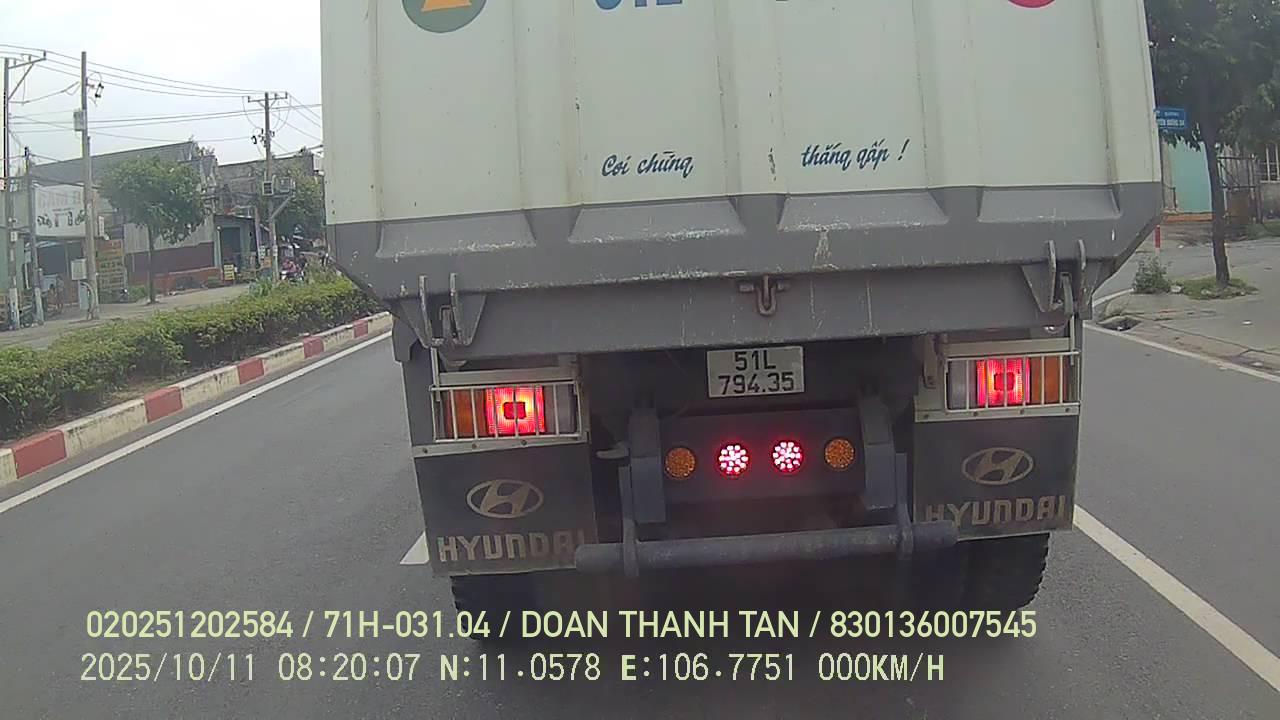 Coi chừng thắng gấp !
51L
794.35
HYUNDAI
HYUNDAI
020251202584 / 71H-031.04 / DOAN THANH TAN / 830136007545
2025/10/11 08:20:07 N:11.0578 E:106.7751 000KM/H